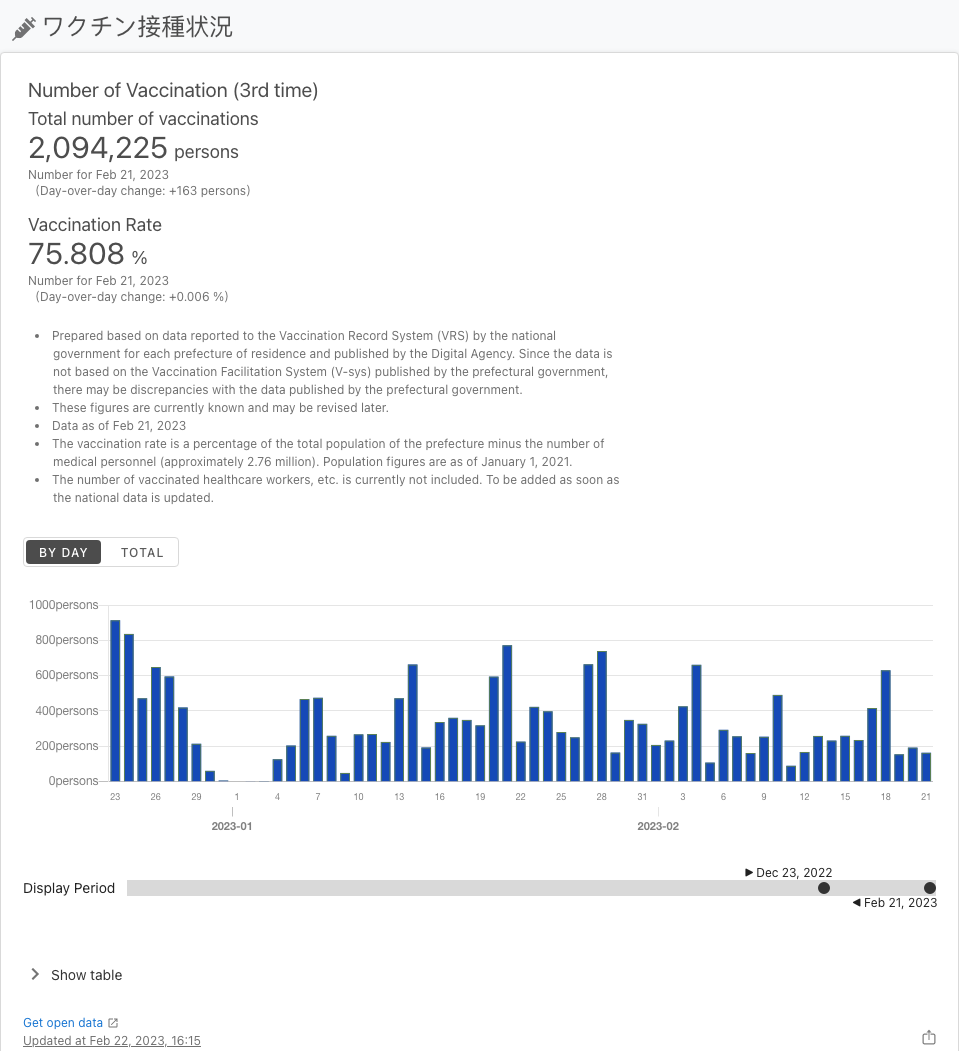 ワクチン接種状況
Number of Vaccination (3rd time)
Total number of vaccinations
2,094,225 persons
Number for Feb 21, 2023
(Day-over-day change: +163 persons)
Vaccination Rate
75.808 %
Number for Feb 21, 2023
(Day-over-day change: +0.006 %)
• Prepared based on data reported to the Vaccination Record System (VRS) by the national
government for each prefecture of residence and published by the Digital Agency. Since the data is
not based on the Vaccination Facilitation System (V-sys) published by the prefectural government,
there may be discrepancies with the data published by the prefectural government.
• These figures are currently known and may be revised later.
• Data as of Feb 21, 2023
• The vaccination rate is a percentage of the total population of the prefecture minus the number of
medical personnel (approximately 2.76 million). Population figures are as of January 1, 2021.
• The number of vaccinated healthcare workers, etc. is currently not included. To be added as soon as
the national data is updated.
BY DAY TOTAL
1000persons
800persons
600persons
400persons
200persons
0persons
23 26 29 1 4 7 10 13 16 19 22 25 28 31 3 6 9 12 15 18 21
2023-01 2023-02
Dec 23, 2022
Display Period
Feb 21, 2023
Show table
Get open data
Updated at Feb 22, 2023, 16:15